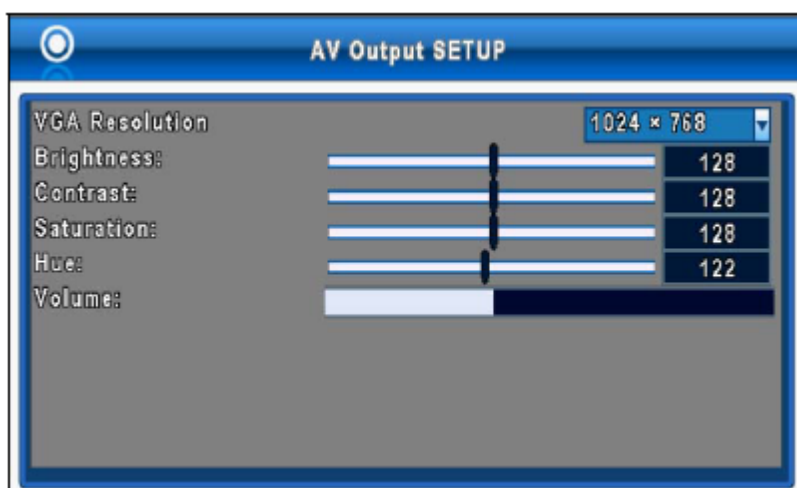 AV Output SETUP
VGA Resolution 1024 × 768
Brightness: 128
Contrast: 128
Saturation: 128
Hue: 122
Volume: